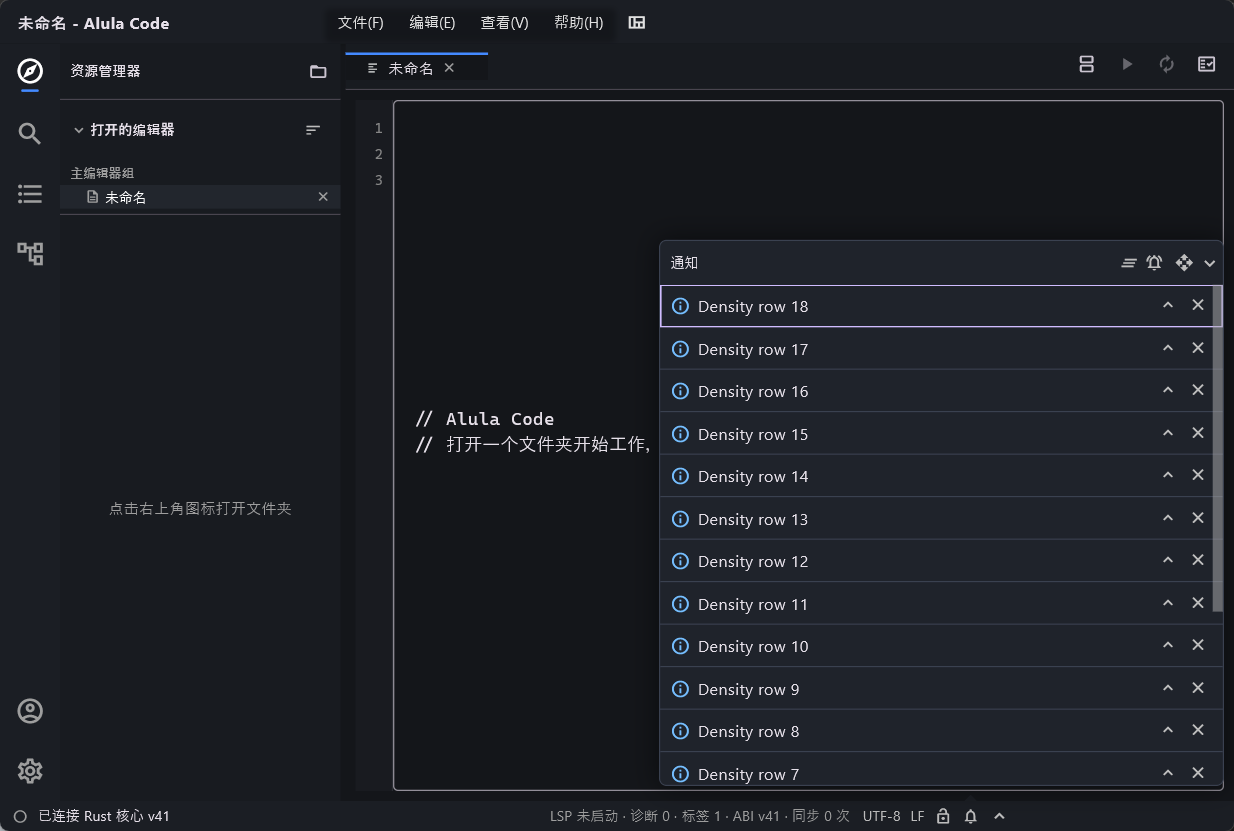 未命名 - Alula Code
文件(F) 编辑(E) 查看(V) 帮助(H)
资源管理器
打开的编辑器
主编辑器组
未命名
点击右上角图标打开文件夹
未命名
1
2
3
// Alula Code
// 打开一个文件夹开始工作,
通知
Density row 18
Density row 17
Density row 16
Density row 15
Density row 14
Density row 13
Density row 12
Density row 11
Density row 10
Density row 9
Density row 8
Density row 7
已连接 Rust 核心 v41
LSP 未启动 · 诊断 0 · 标签 1 · ABI v41 · 同步 0 次 UTF-8 LF